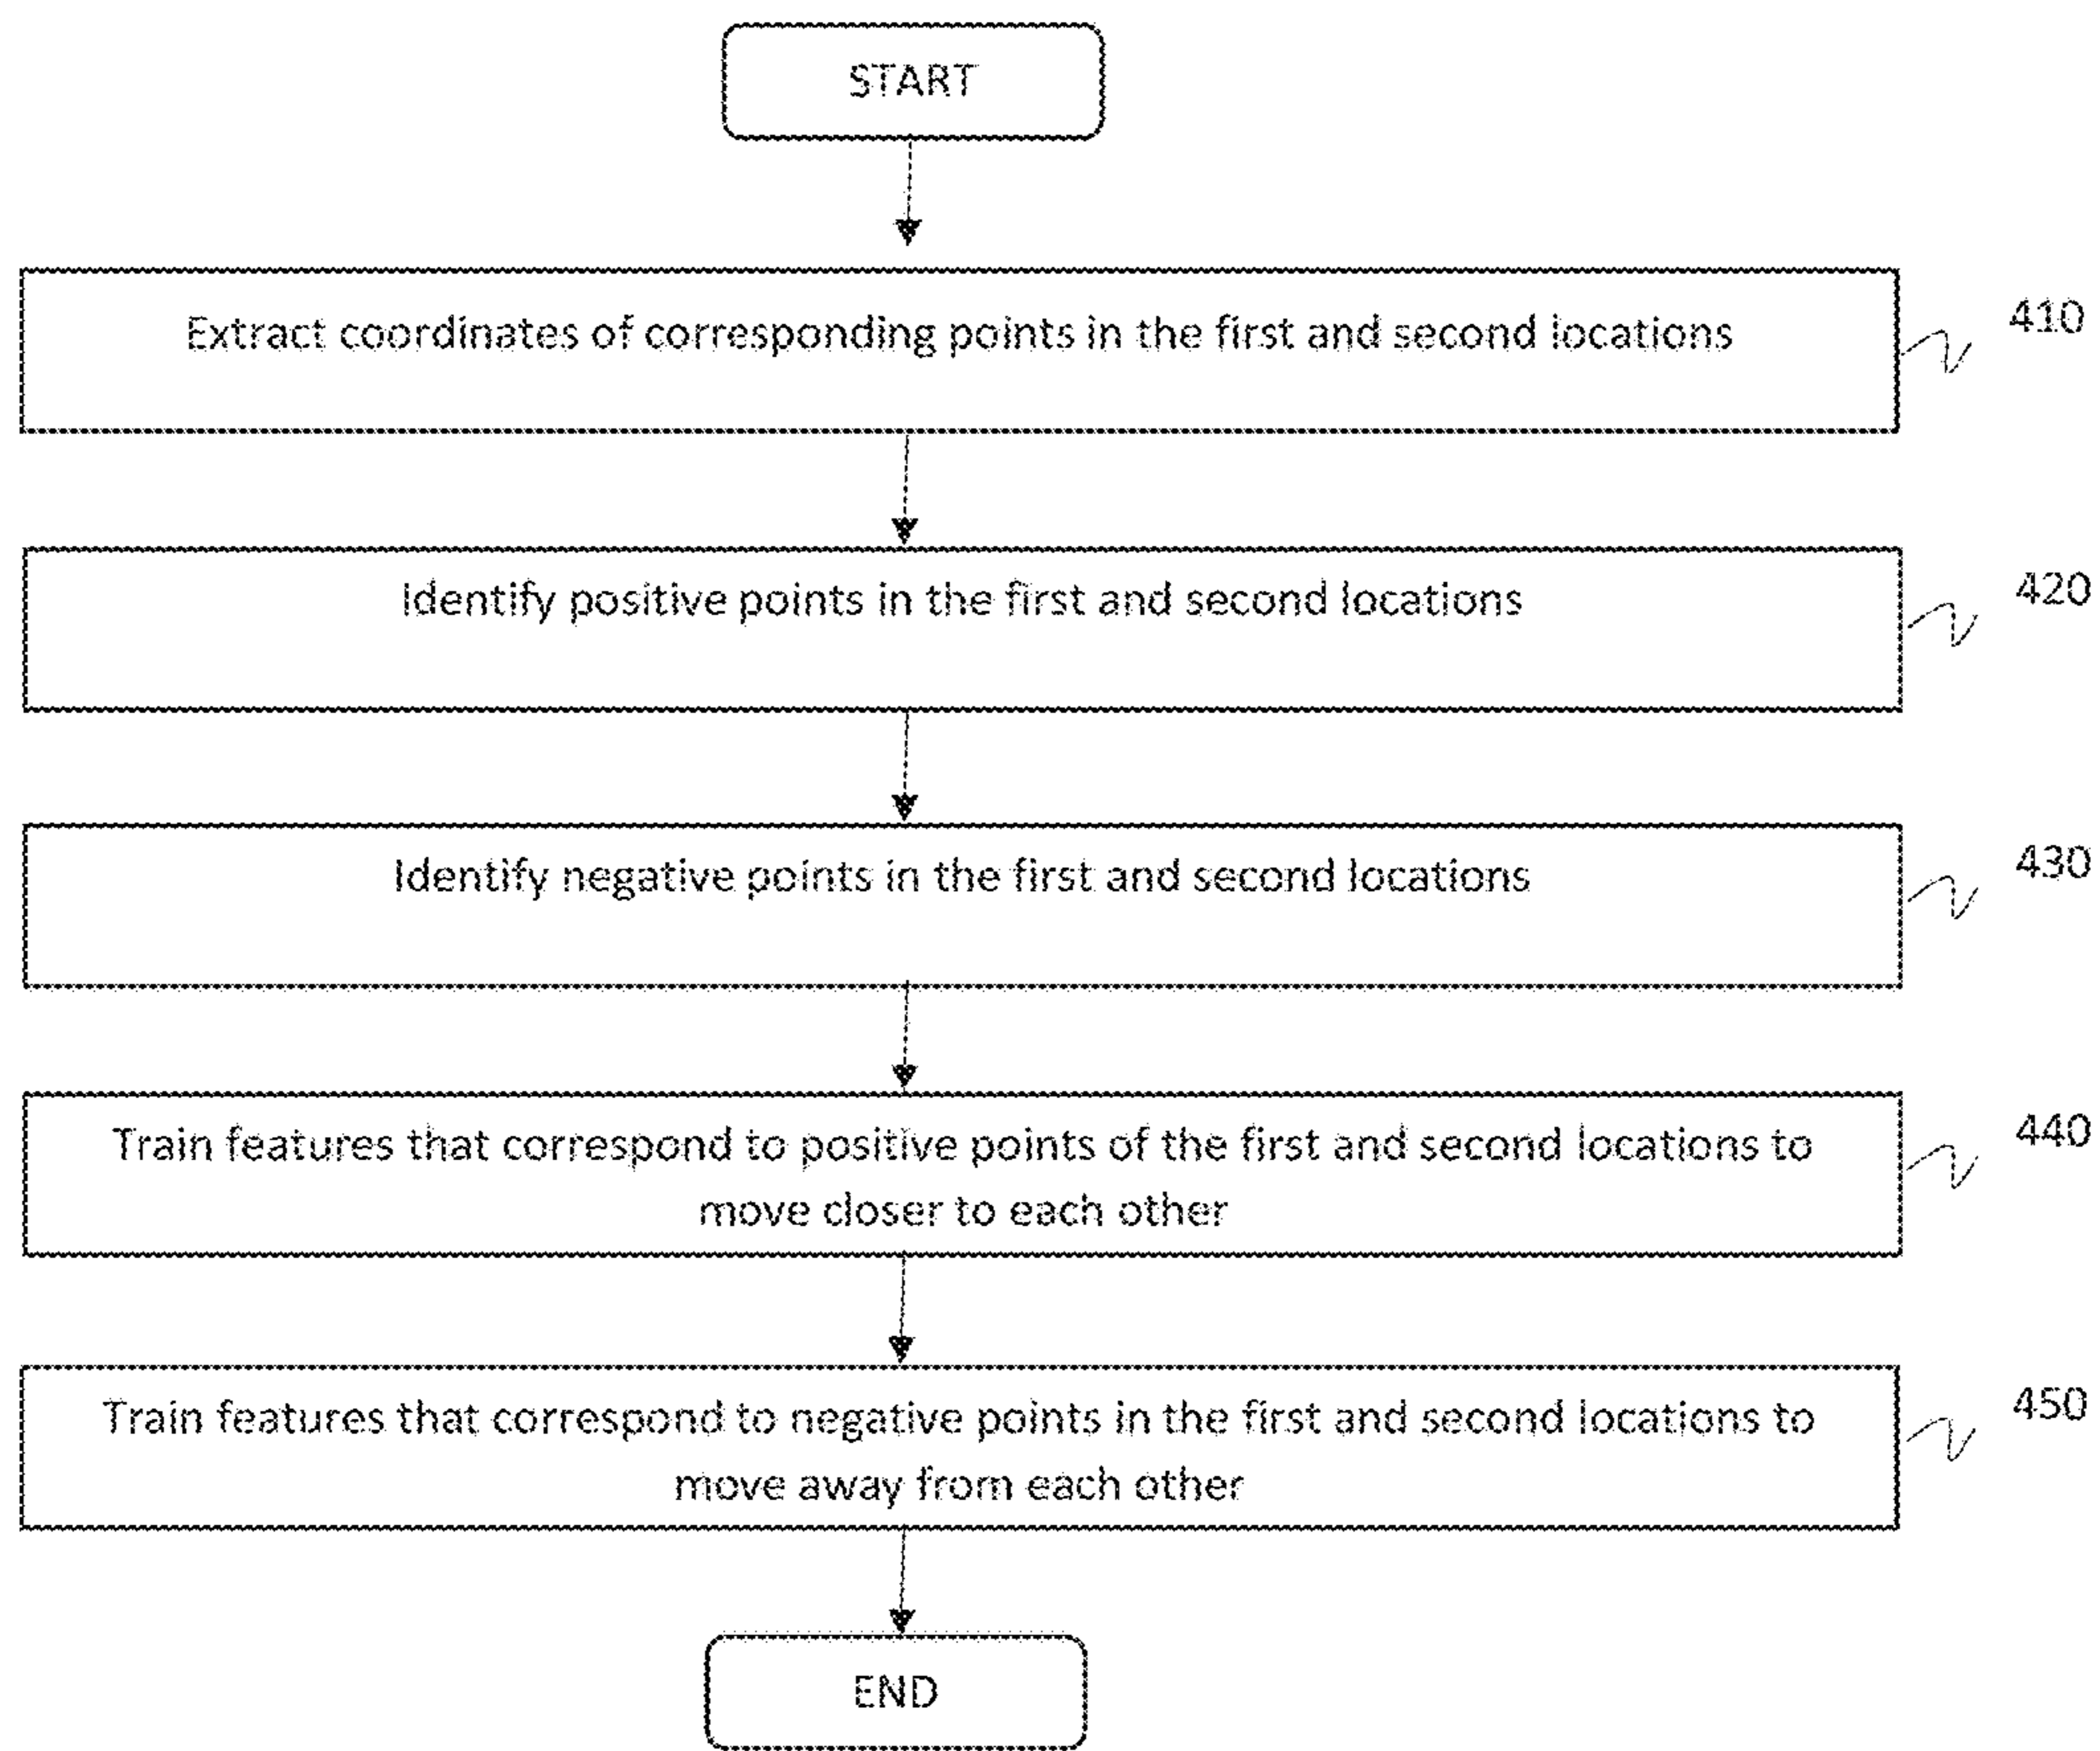 START
Extract coordinates of corresponding points in the first and second locations
410
Identify positive points in the first and second locations
420
Identify negative points in the first and second locations
430
Train features that correspond to positive points of the first and second locations to
move closer to each other
440
Train features that correspond to negative points in the first and second locations to
move away from each other
450
END